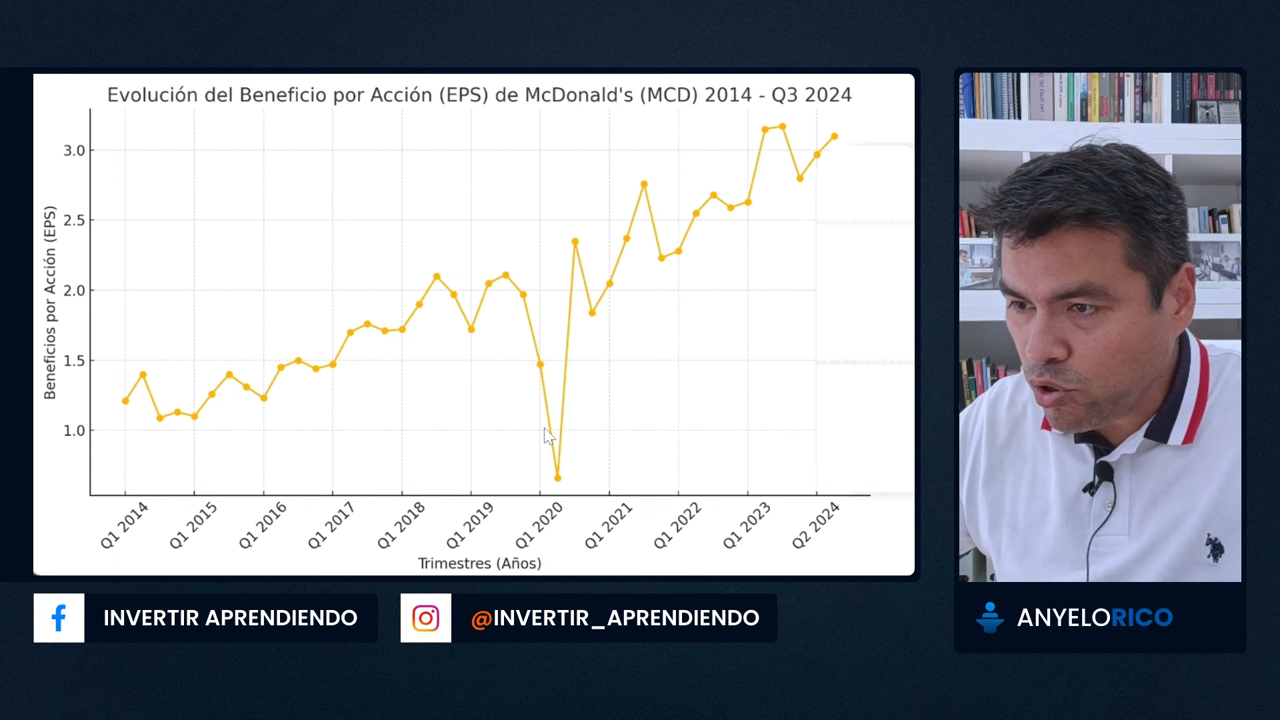 Evolución del Beneficio por Acción (EPS) de McDonald's (MCD) 2014 - Q3 2024
Beneficios por Acción (EPS)
3.0
2.5
2.0
1.5
1.0
Q1 2014
Q1 2015
Q1 2016
Q1 2017
Q1 2018
Q1 2019
Q1 2020
Q1 2021
Q1 2022
Q1 2023
Q2 2024
Trimestres (Años)
INVERTIR APRENDIENDO
@INVERTIR_APRENDIENDO
ANYELORICO